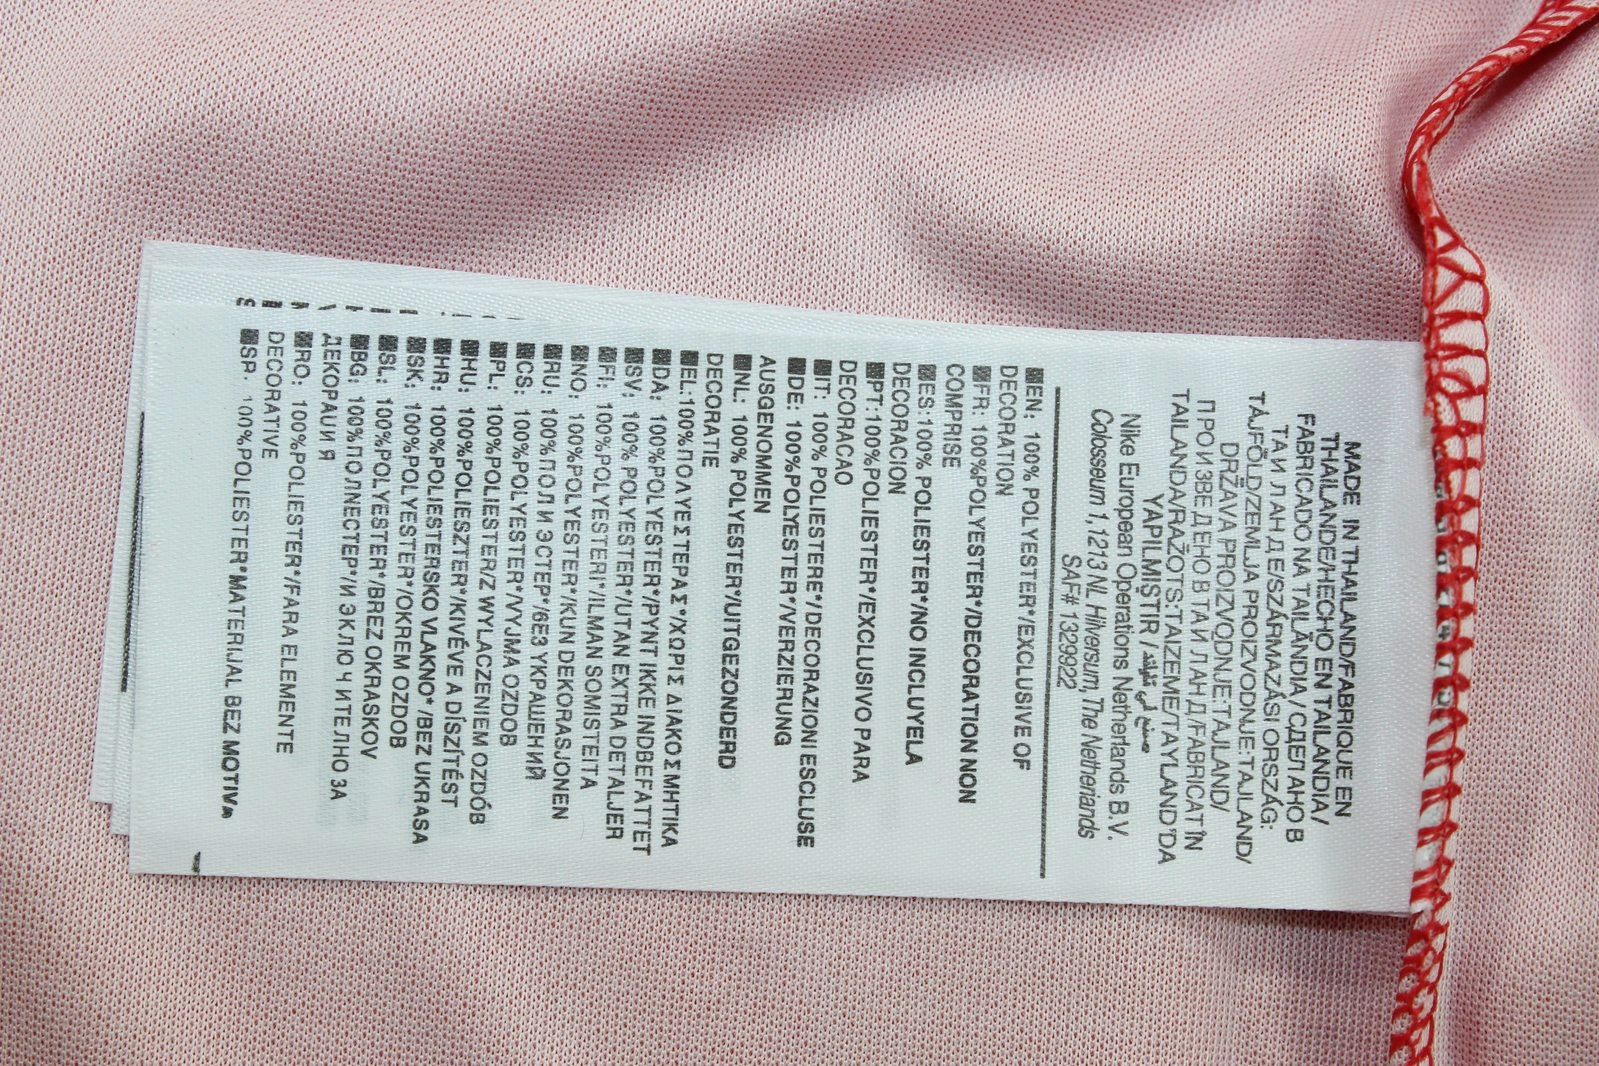 MADE IN THAILAND/FABRIQUE EN
THAILANDE/HECHO EN TAILANDIA/
FABRICADO NA TAILÂNDIA / СДЕЛАНО В
ТАИЛАНДЕ/SZÁRMAZÁSI ORSZÁG:
TÁJFÖLD/ZEMLJA PROIZVODNJE:TAJLAND/
DRŽAVA PROIZVODNJE:TAJLAND/
ПРОИЗВЕДЕНО В ТАЙЛАНД/FABRICAT ÎN
TAILANDA/RAŽOTS:TAIZEME/TAYLAND'DA
YAPILMIŞTIR / صنع في تايلند
Nike European Operations Netherlands B.V.
Colosseum 1,1213 NL Hilversum, The Netherlands
SAF# 1329922
EN: 100% POLYESTER*/EXCLUSIVE OF
DECORATION
FR: 100%POLYESTER*/DECORATION NON
COMPRISE
ES:100% POLIESTER*/NO INCLUYELA
DECORACION
PT:100%POLIESTER*/EXCLUSIVO PARA
DECORACAO
IT: 100% POLIESTERE*/DECORAZIONI ESCLUSE
DE: 100%POLYESTER*/VERZIERUNG
AUSGENOMMEN
NL: 100% POLYESTER*/UITGEZONDERD
DECORATIE
EL:100%ΠΟΛΥΕΣΤΕΡΑΣ*/ΧΩΡΙΣ ΔΙΑΚΟΣΜΗΤΙΚΑ
DA: 100%POLYESTER*/PYNT IKKE INDBEFATTET
SV: 100% POLYESTER*/UTAN EXTRA DETALJER
FI: 100%POLYESTERI*/ILMAN SOMISTEITA
NO: 100%POLYESTER*/KUN DEKORASJONEN
RU: 100%ПОЛИЭСТЕР*/БЕЗ УКРАШЕНИЙ
CS: 100%POLYESTER*/VYJMA OZDOB
PL: 100%POLIESTER/Z WYLACZENIEM OZDÓB
HU: 100%POLIESZTER*/KIVÉVE A DÍSZÍTÉST
HR: 100%POLIESTERSKO VLAKNO* /BEZ UKRASA
SK: 100%POLYESTER*/OKREM OZDOB
SL: 100%POLYESTER*/BREZ OKRASKOV
BG: 100%ПОЛΝЕСТЕР*/И ЗКЛЮЧИТЕЛНО ЗА
ДЕКОРАЦИЯ
RO: 100%POLIESTER*/FARA ELEMENTE
DECORATIVE
SR: 100%POLIESTER*MATERIJAL BEZ MOTIVA